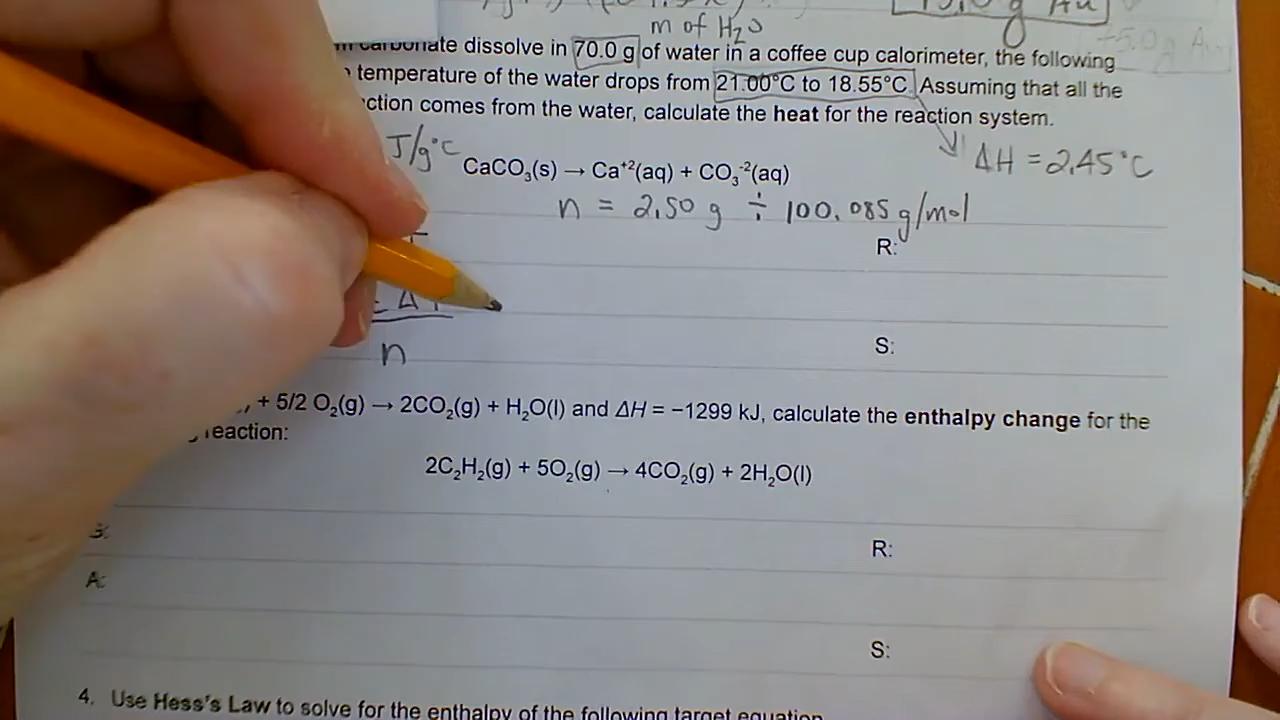 m of H₂O
carbonate dissolve in 70.0 g of water in a coffee cup calorimeter, the following
temperature of the water drops from 21.00°C to 18.55°C. Assuming that all the
ction comes from the water, calculate the heat for the reaction system.
J/g°C CaCO₃(s) → Ca⁺²(aq) + CO₃⁻²(aq) ΔH = 2.45°C
n = 2.50 g ÷ 100.085 g/mol
R:
ΔT
S:
n
+ 5/2 O₂(g) → 2CO₂(g) + H₂O(l) and ΔH = −1299 kJ, calculate the enthalpy change for the
reaction:
2C₂H₂(g) + 5O₂(g) → 4CO₂(g) + 2H₂O(l)
G: R:
A:
S:
4. Use Hess's Law to solve for the enthalpy of the following target equation